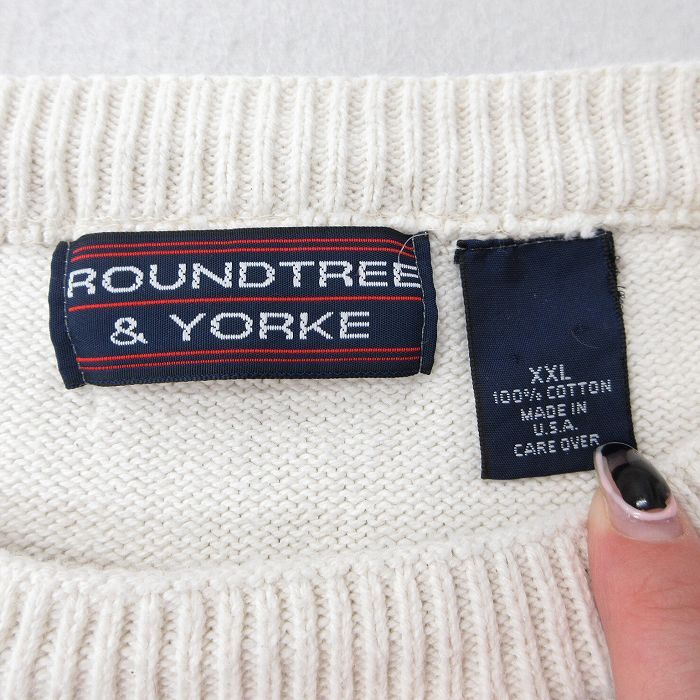 ROUNDTREE
& YORKE
XXL
100% COTTON
MADE IN
U.S.A.
CARE OVER